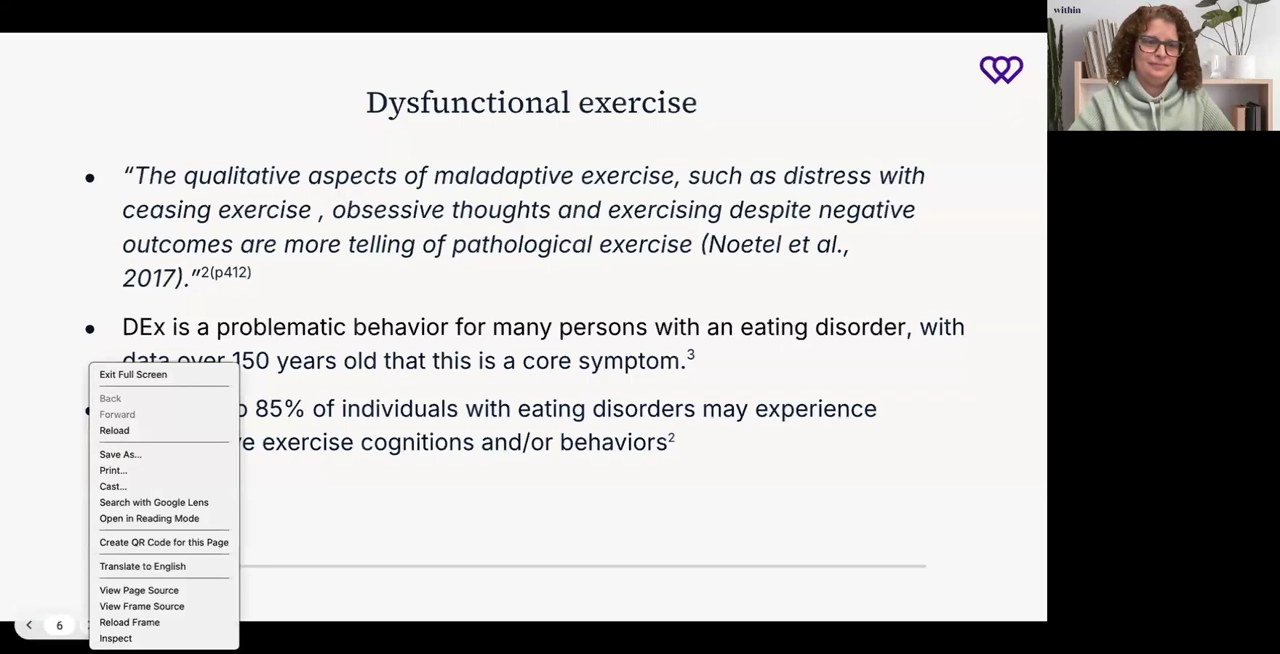 within
Dysfunctional exercise
• “The qualitative aspects of maladaptive exercise, such as distress with
ceasing exercise , obsessive thoughts and exercising despite negative
outcomes are more telling of pathological exercise (Noetel et al.,
2017).”2(p412)
• DEx is a problematic behavior for many persons with an eating disorder, with
data over 150 years old that this is a core symptom.3
85% of individuals with eating disorders may experience
exercise cognitions and/or behaviors2
Exit Full Screen
Back
Forward
Reload
Save As...
Print...
Cast...
Search with Google Lens
Open in Reading Mode
Create QR Code for this Page
Translate to English
View Page Source
View Frame Source
Reload Frame
Inspect
6